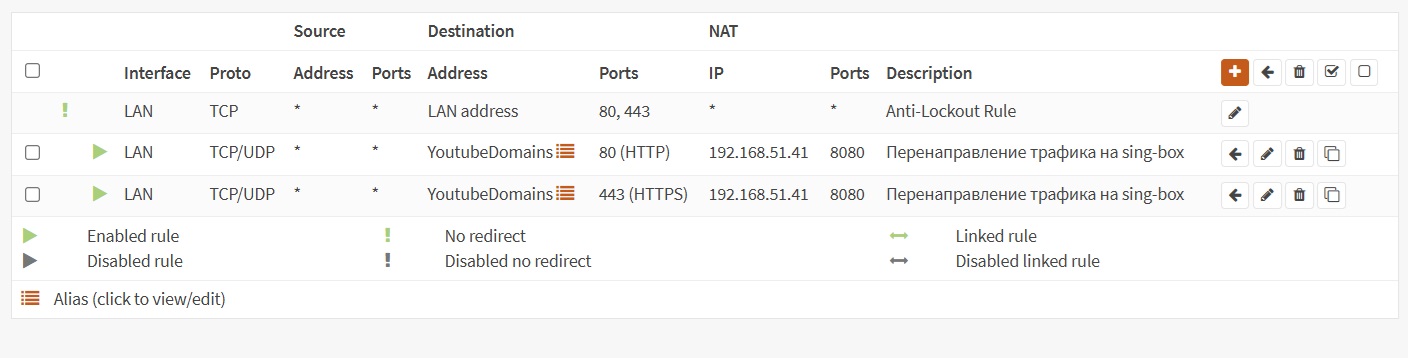 Source Destination NAT
Interface Proto Address Ports Address Ports IP Ports Description
LAN TCP * * LAN address 80, 443 * * Anti-Lockout Rule
LAN TCP/UDP * * YoutubeDomains 80 (HTTP) 192.168.51.41 8080 Перенаправление трафика на sing-box
LAN TCP/UDP * * YoutubeDomains 443 (HTTPS) 192.168.51.41 8080 Перенаправление трафика на sing-box
Enabled rule No redirect Linked rule
Disabled rule Disabled no redirect Disabled linked rule
Alias (click to view/edit)